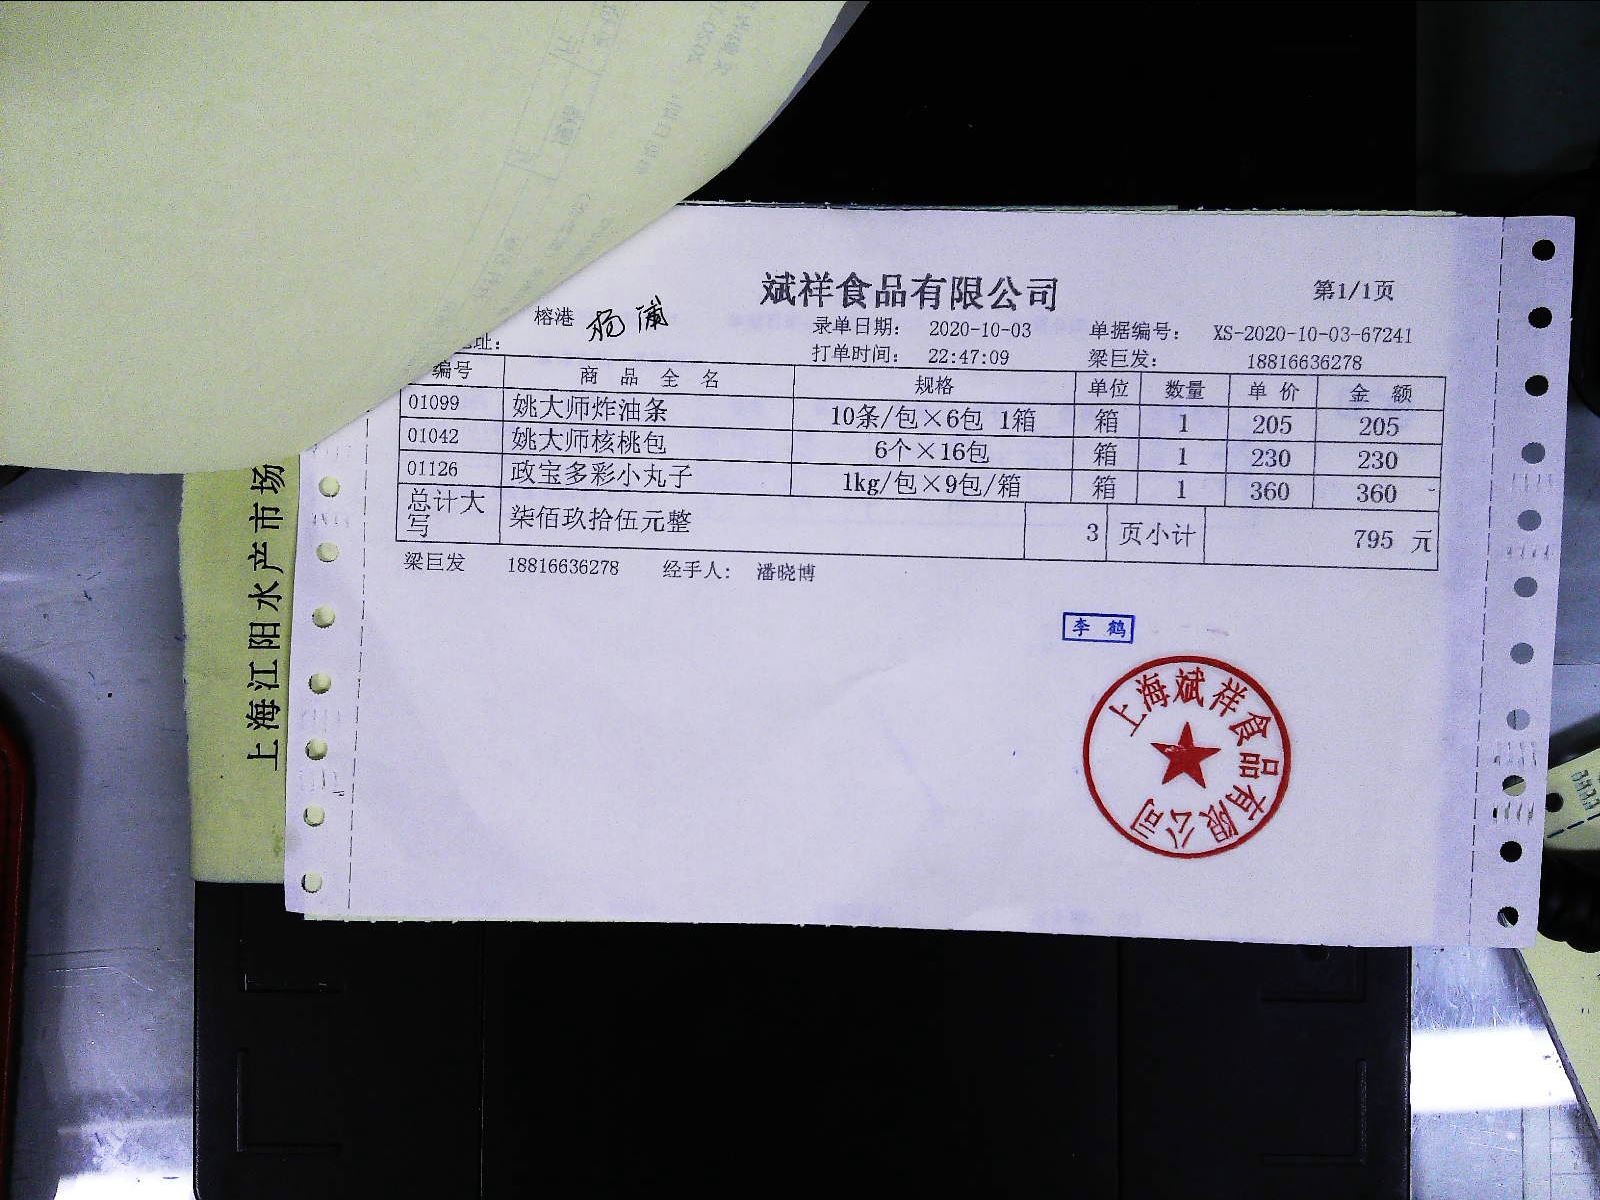 斌祥食品有限公司
第1/1页
榕港 杨浦
录单日期: 2020-10-03 单据编号: XS-2020-10-03-67241
址:
打单时间: 22:47:09 梁巨发: 18816636278
编号 商品全名 规格 单位 数量 单价 金额
01099 姚大师炸油条 10条/包×6包 1箱 箱 1 205 205
01042 姚大师核桃包 6个×16包 箱 1 230 230
01126 政宝多彩小丸子 1kg/包×9包/箱 箱 1 360 360
总计大写 柒佰玖拾伍元整 3 页小计 795 元
梁巨发 18816636278 经手人: 潘晓博
李鹤
上海斌祥食品有限公司
上海江阳水产市场